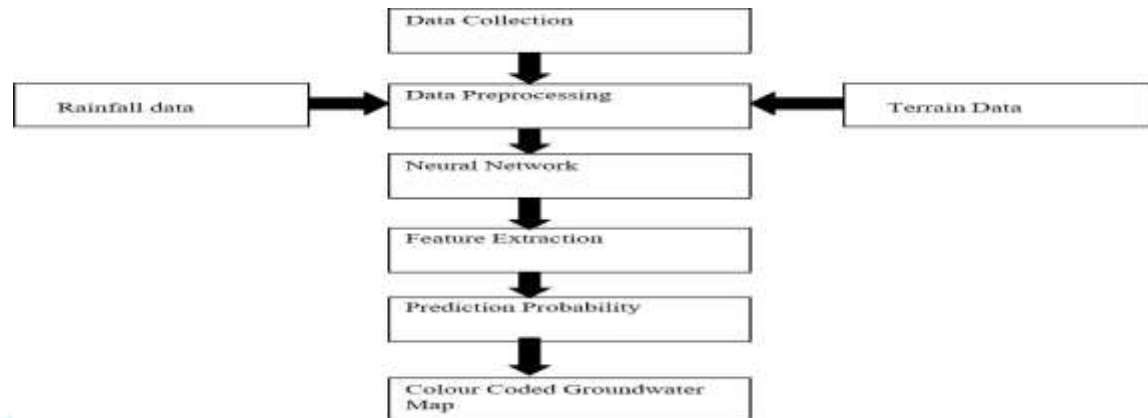 Data Collection
Rainfall data
Data Preprocessing
Terrain Data
Neural Network
Feature Extraction
Prediction Probability
Colour Coded Groundwater
Map